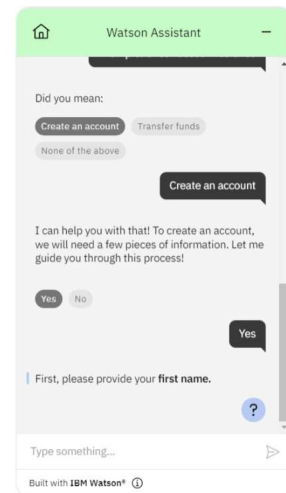 Watson Assistant
Did you mean:
Create an account Transfer funds
None of the above
Create an account
I can help you with that! To create an account,
we will need a few pieces of information. Let me
guide you through this process!
Yes No
Yes
First, please provide your first name.
?
Type something...
Built with IBM Watson®